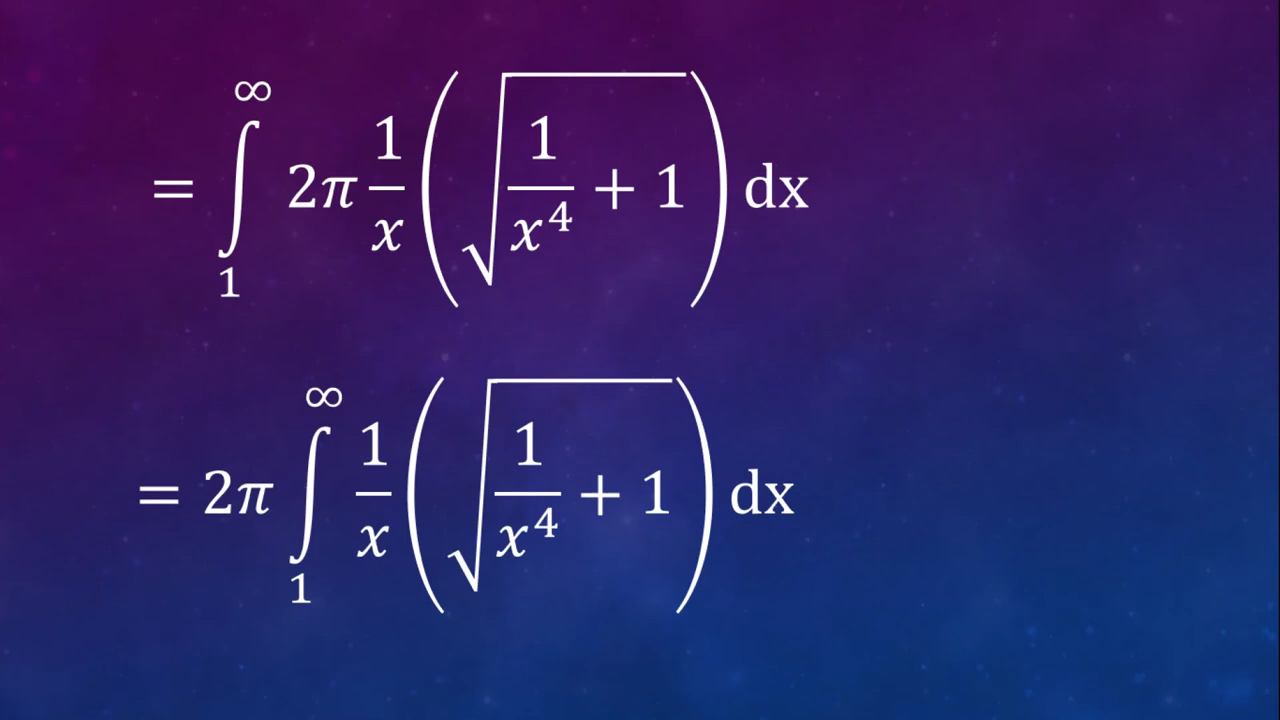 = ∫₁^∞ 2π 1/x (√(1/x⁴ + 1)) dx
= 2π ∫₁^∞ 1/x (√(1/x⁴ + 1)) dx